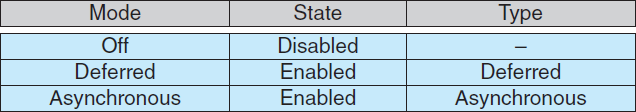 Mode State Type
Off Disabled –
Deferred Enabled Deferred
Asynchronous Enabled Asynchronous